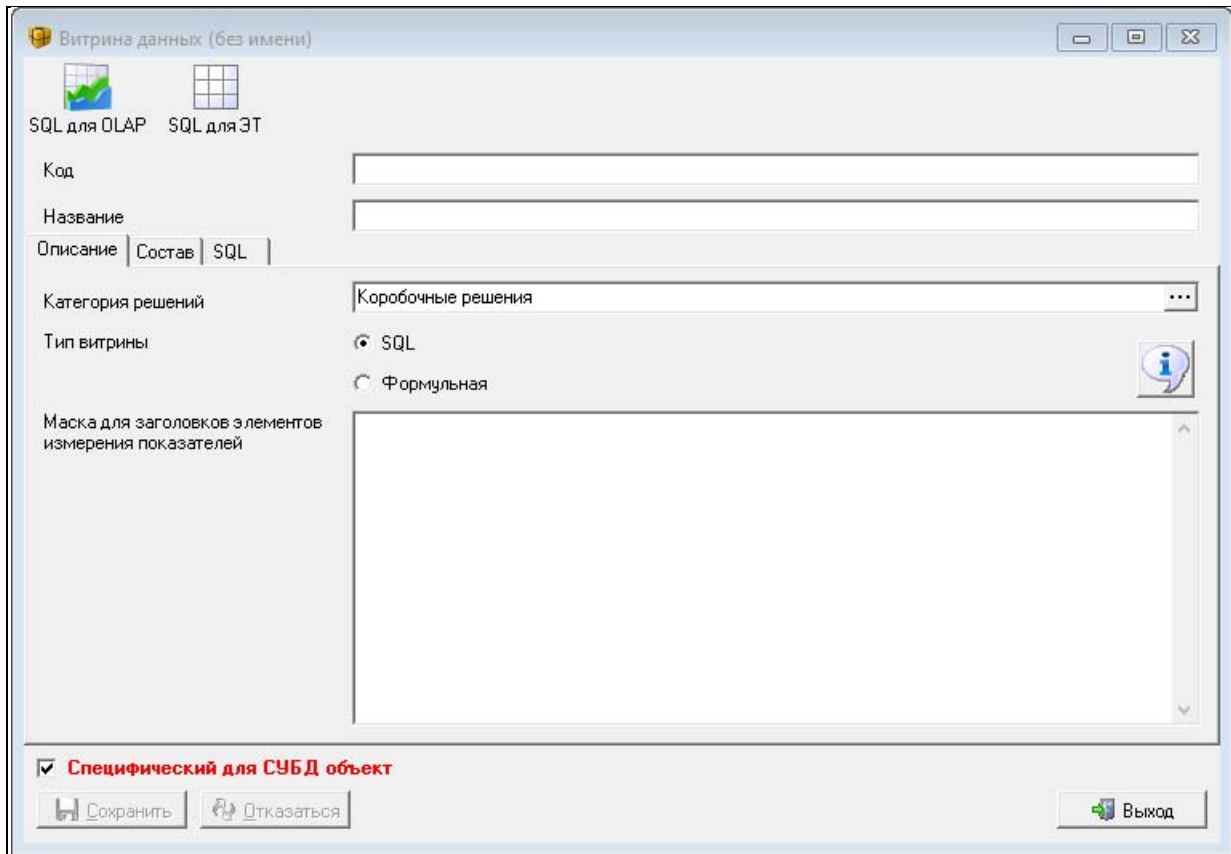 Витрина данных (без имени)
SQL для OLAP SQL для ЭТ
Код
Название
Описание Состав SQL
Категория решений Коробочные решения ...
Тип витрины SQL
Формульная
Маска для заголовков элементов
измерения показателей
Специфический для СУБД объект
Сохранить Отказаться Выход